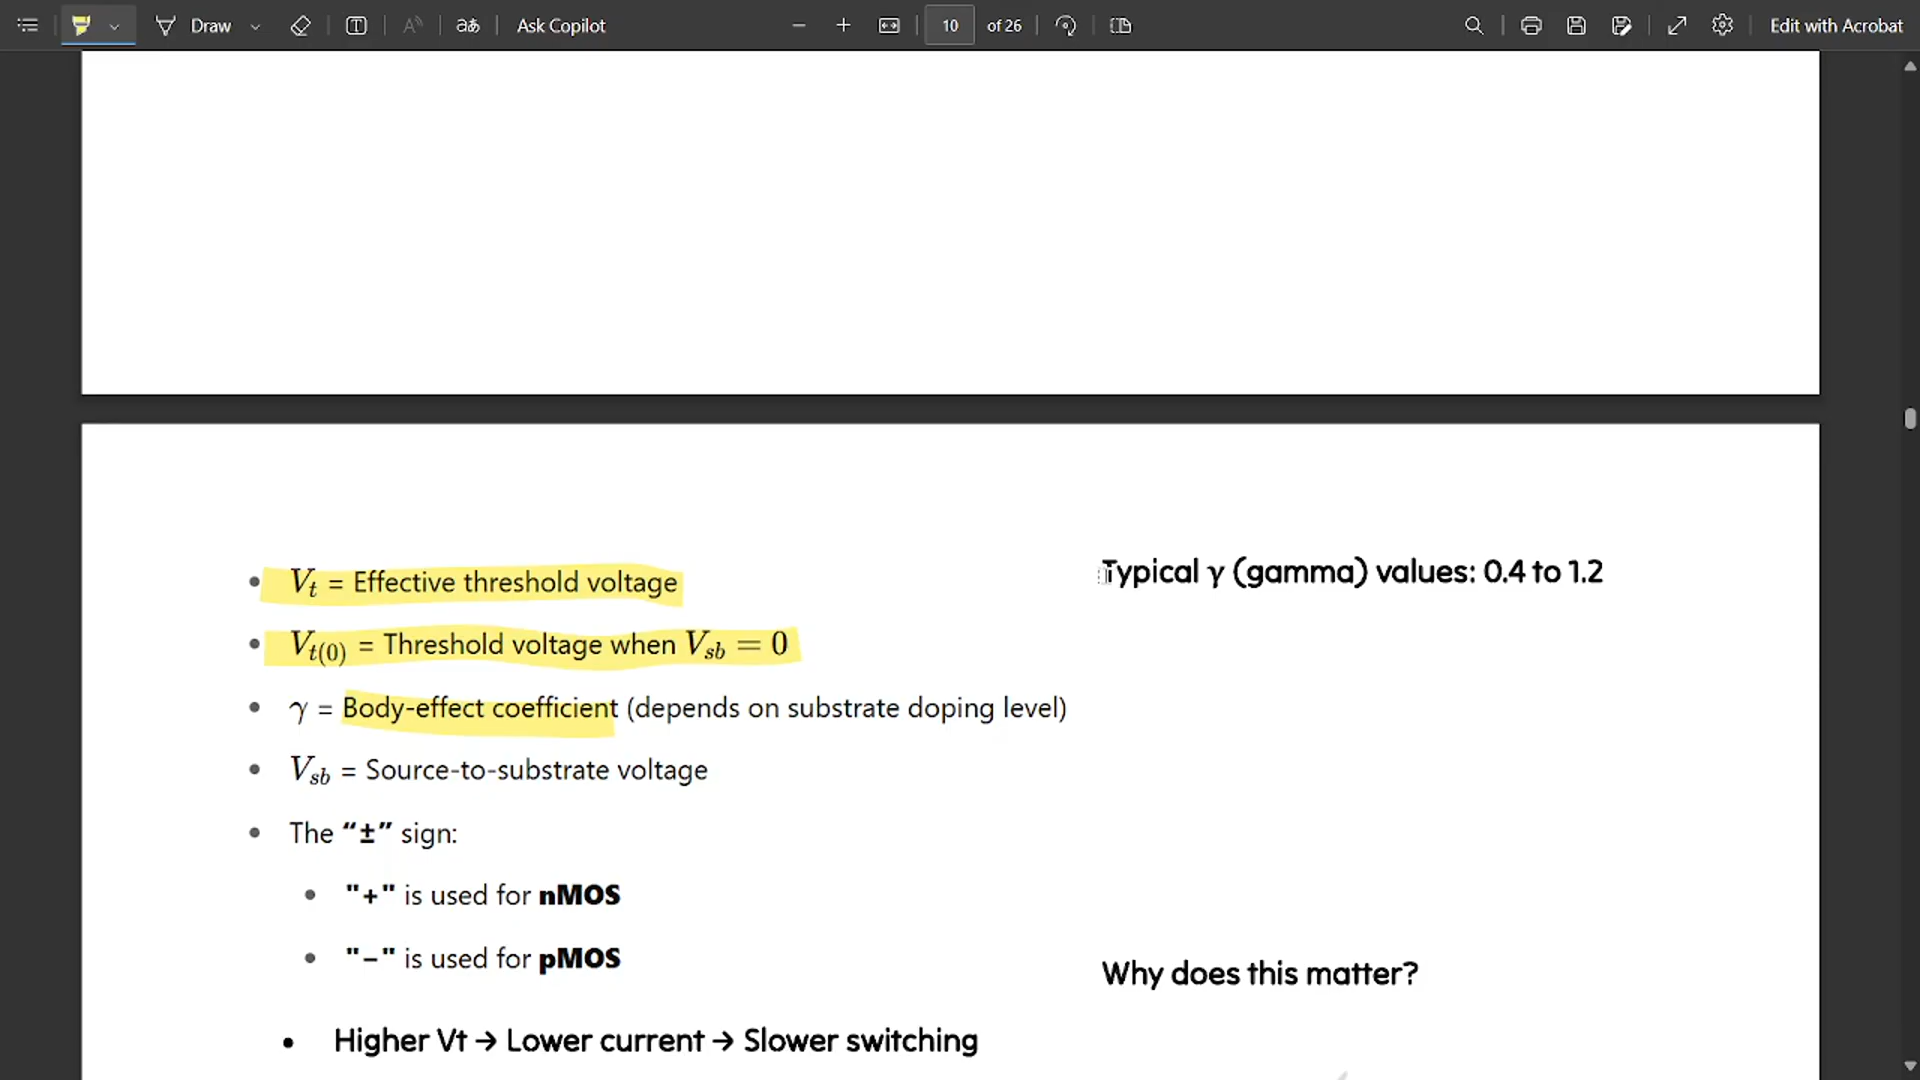 Draw
aあ
Ask Copilot
10 of 26
Edit with Acrobat
• Vt = Effective threshold voltage
• Vt(0) = Threshold voltage when Vsb = 0
• γ = Body-effect coefficient (depends on substrate doping level)
• Vsb = Source-to-substrate voltage
• The “±” sign:
• "+" is used for nMOS
• "−" is used for pMOS
• Higher Vt → Lower current → Slower switching
Typical γ (gamma) values: 0.4 to 1.2
Why does this matter?